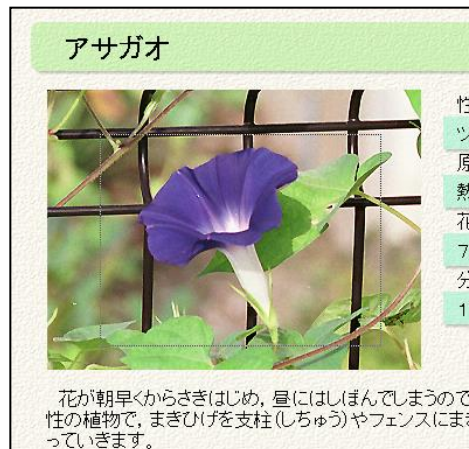 アサガオ
性
ツ
原
熱
花
7
分
1
花が朝早くからさきはじめ，昼にはしぼんでしまうので
性の植物で，まきひげを支柱（しちゅう）やフェンスにまき
っていきます。